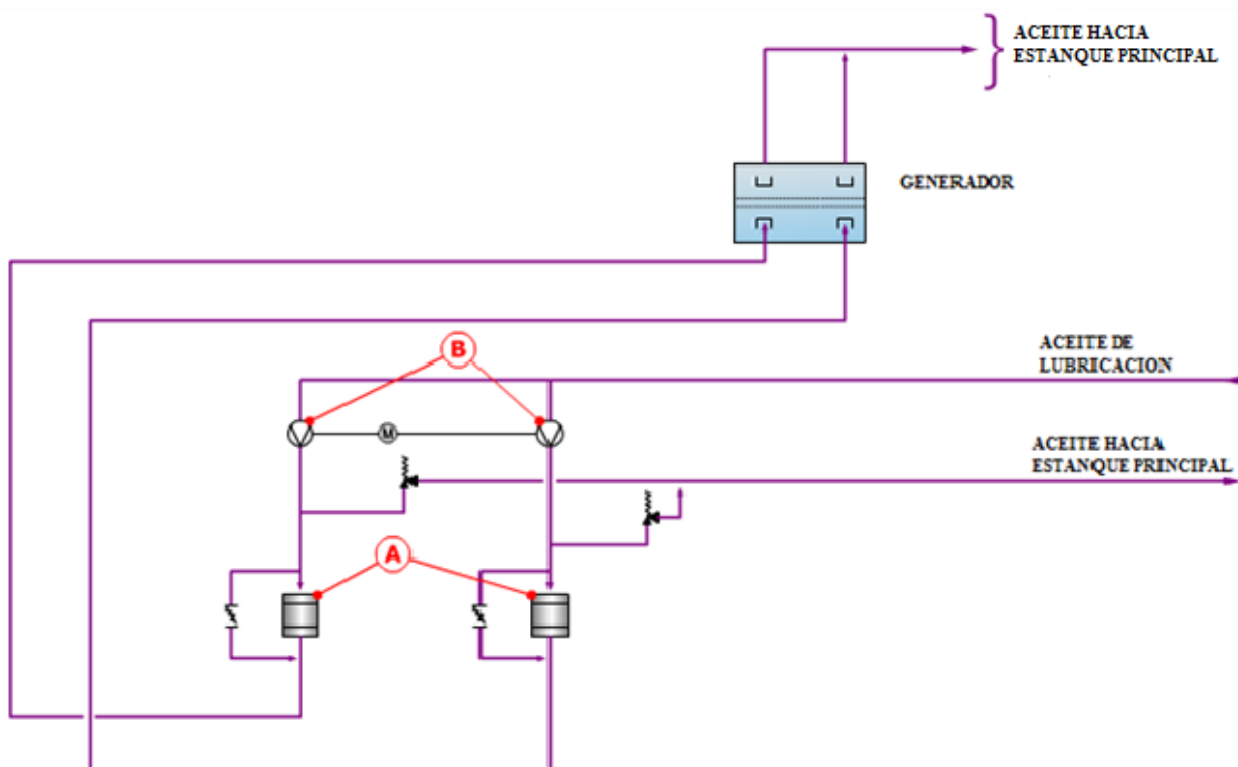 ACEITE HACIA
ESTANQUE PRINCIPAL
GENERADOR
B
ACEITE DE
LUBRICACION
M
ACEITE HACIA
ESTANQUE PRINCIPAL
A